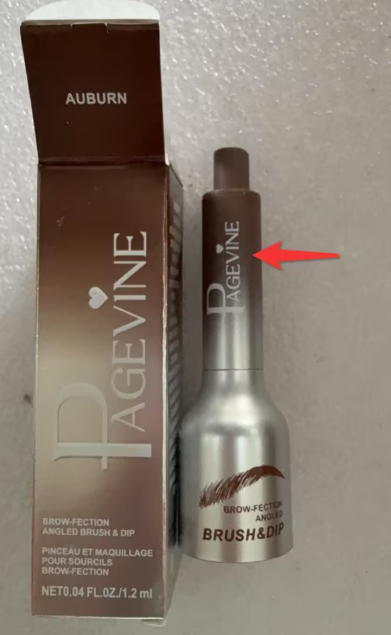 AUBURN
PAGEVINE
BROW-FECTION
ANGLED BRUSH & DIP
PINCEAU ET MAQUILLAGE
POUR SOURCILS
BROW-FECTION
NET0.04 FL.OZ./1.2 ml
PAGEVINE
BROW-FECTION
ANGLED
BRUSH&DIP